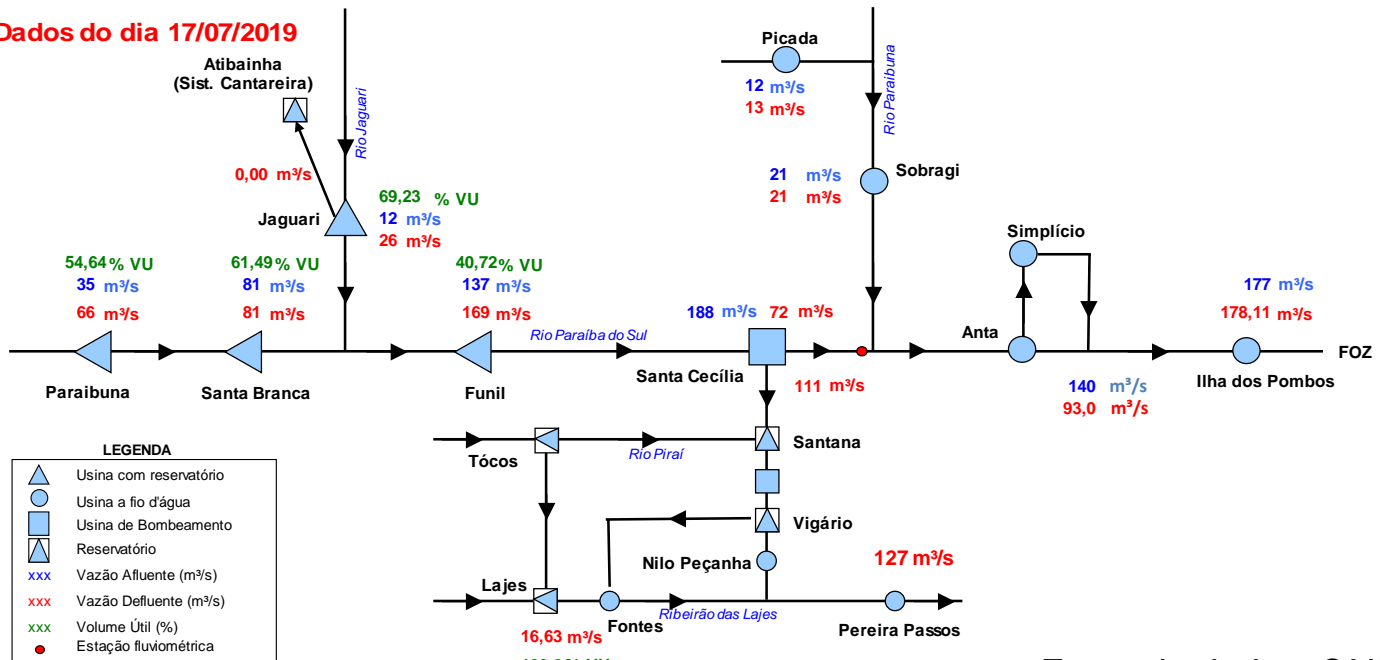 Dados do dia 17/07/2019
Atibainha
(Sist. Cantareira)
Rio Jaguari
0,00 m³/s
Jaguari
69,23 % VU
12 m³/s
26 m³/s
Picada
12 m³/s
13 m³/s
Rio Paraibuna
21 m³/s
21 m³/s
Sobragi
Simplício
54,64 % VU
35 m³/s
66 m³/s
Paraibuna
61,49 % VU
81 m³/s
81 m³/s
Santa Branca
40,72 % VU
137 m³/s
169 m³/s
Funil
Rio Paraíba do Sul
188 m³/s 72 m³/s
Santa Cecília
111 m³/s
Anta
140 m³/s
93,0 m³/s
177 m³/s
178,11 m³/s
Ilha dos Pombos
FOZ
Tócos
Rio Piraí
Santana
Vigário
Nilo Peçanha
127 m³/s
Lajes
16,63 m³/s
Fontes
Ribeirão das Lajes
Pereira Passos
LEGENDA
Usina com reservatório
Usina a fio d'água
Usina de Bombeamento
Reservatório
xxx Vazão Afluente (m³/s)
xxx Vazão Defluente (m³/s)
xxx Volume Útil (%)
Estação fluviométrica